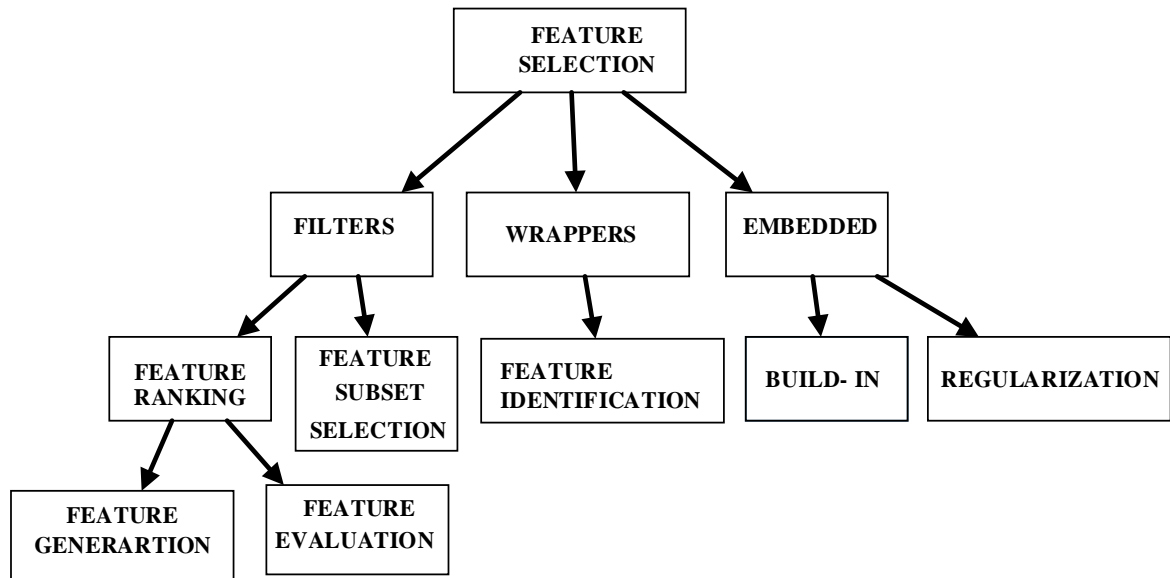 FEATURE
SELECTION
FILTERS
WRAPPERS
EMBEDDED
FEATURE
RANKING
FEATURE
SUBSET
SELECTION
FEATURE
IDENTIFICATION
BUILD- IN
REGULARIZATION
FEATURE
GENERARTION
FEATURE
EVALUATION